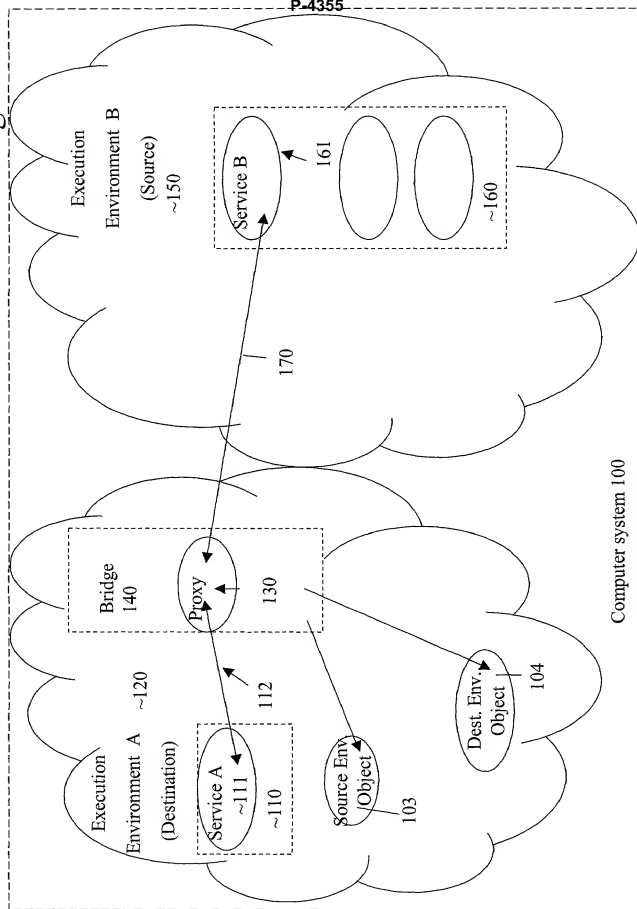 P-4355
Execution
Environment A ~120
(Destination)
Service A
~111
~110
112
Bridge
140
Proxy
130
Source Env
Object
103
Dest. Env.
Object
104
170
Execution
Environment B
(Source)
~150
Service B
161
~160
Computer system 100